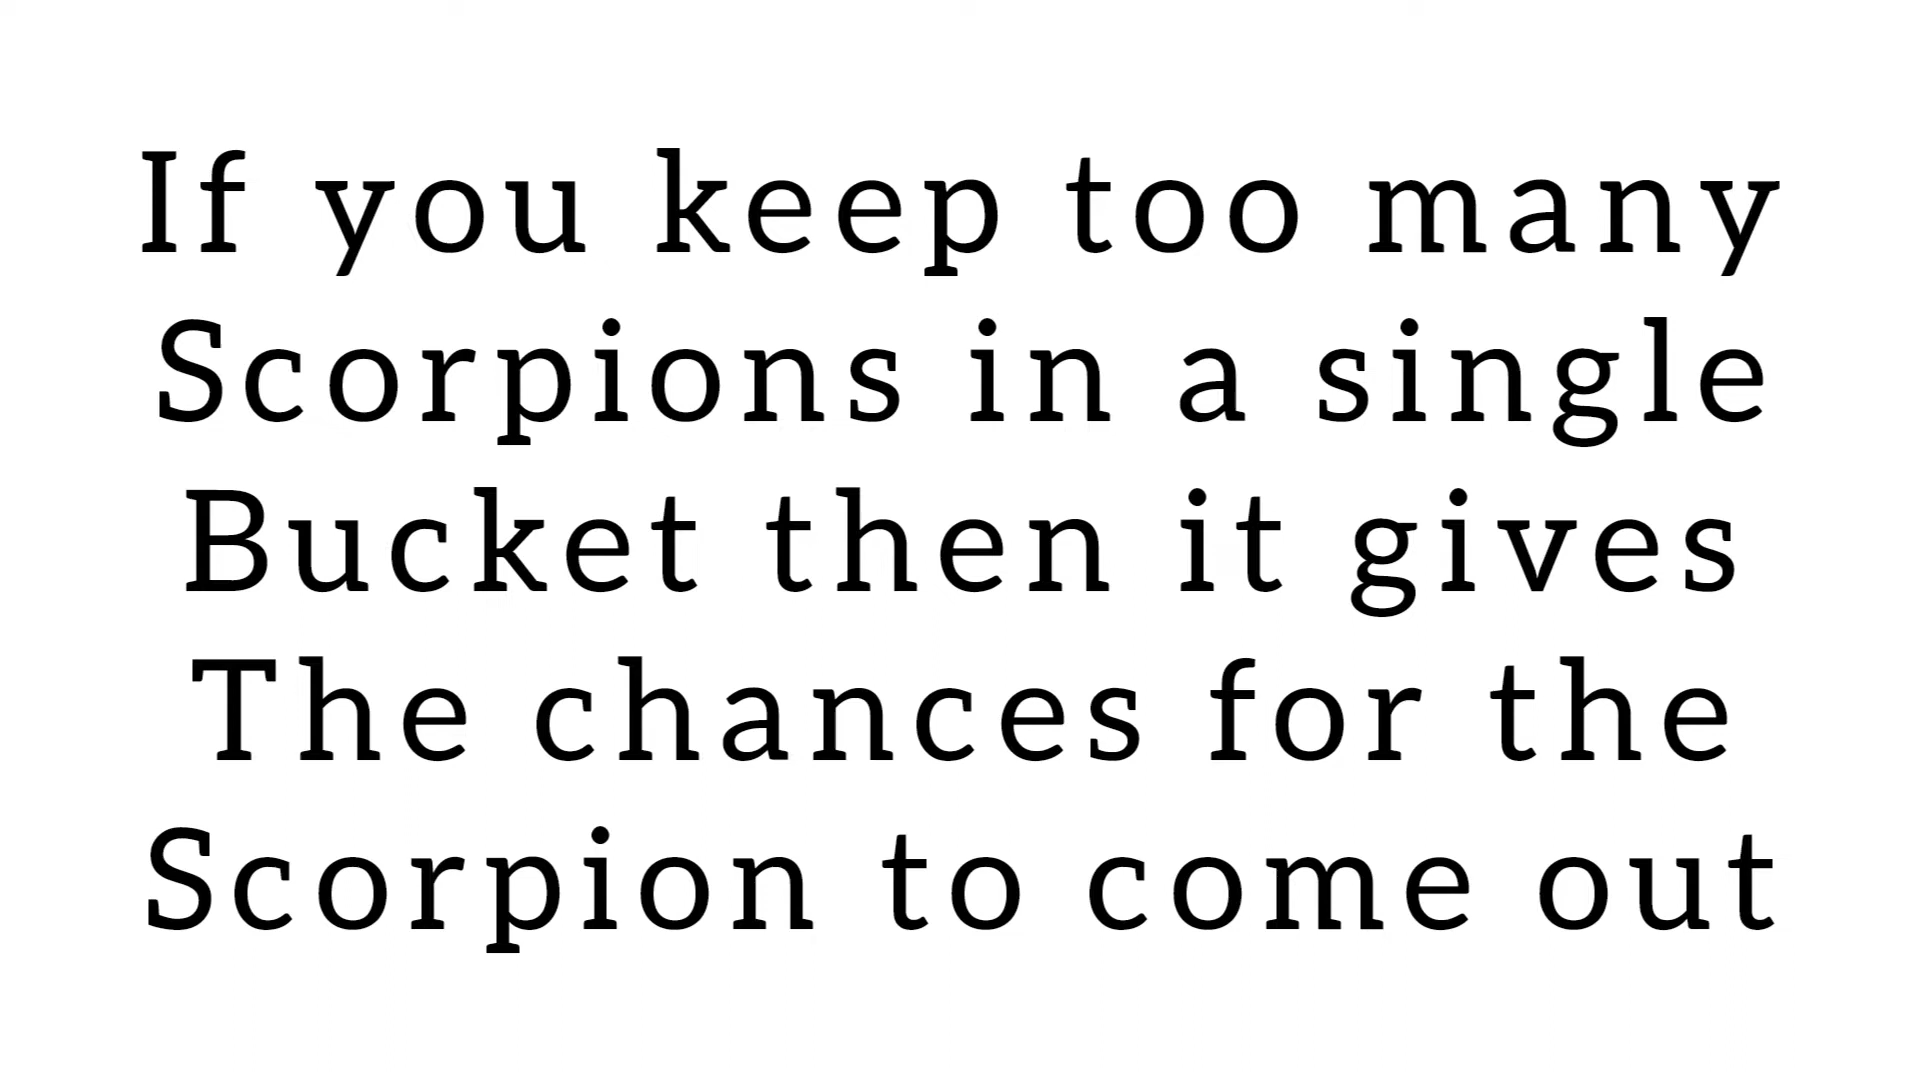 If you keep too many
Scorpions in a single
Bucket then it gives
The chances for the
Scorpion to come out